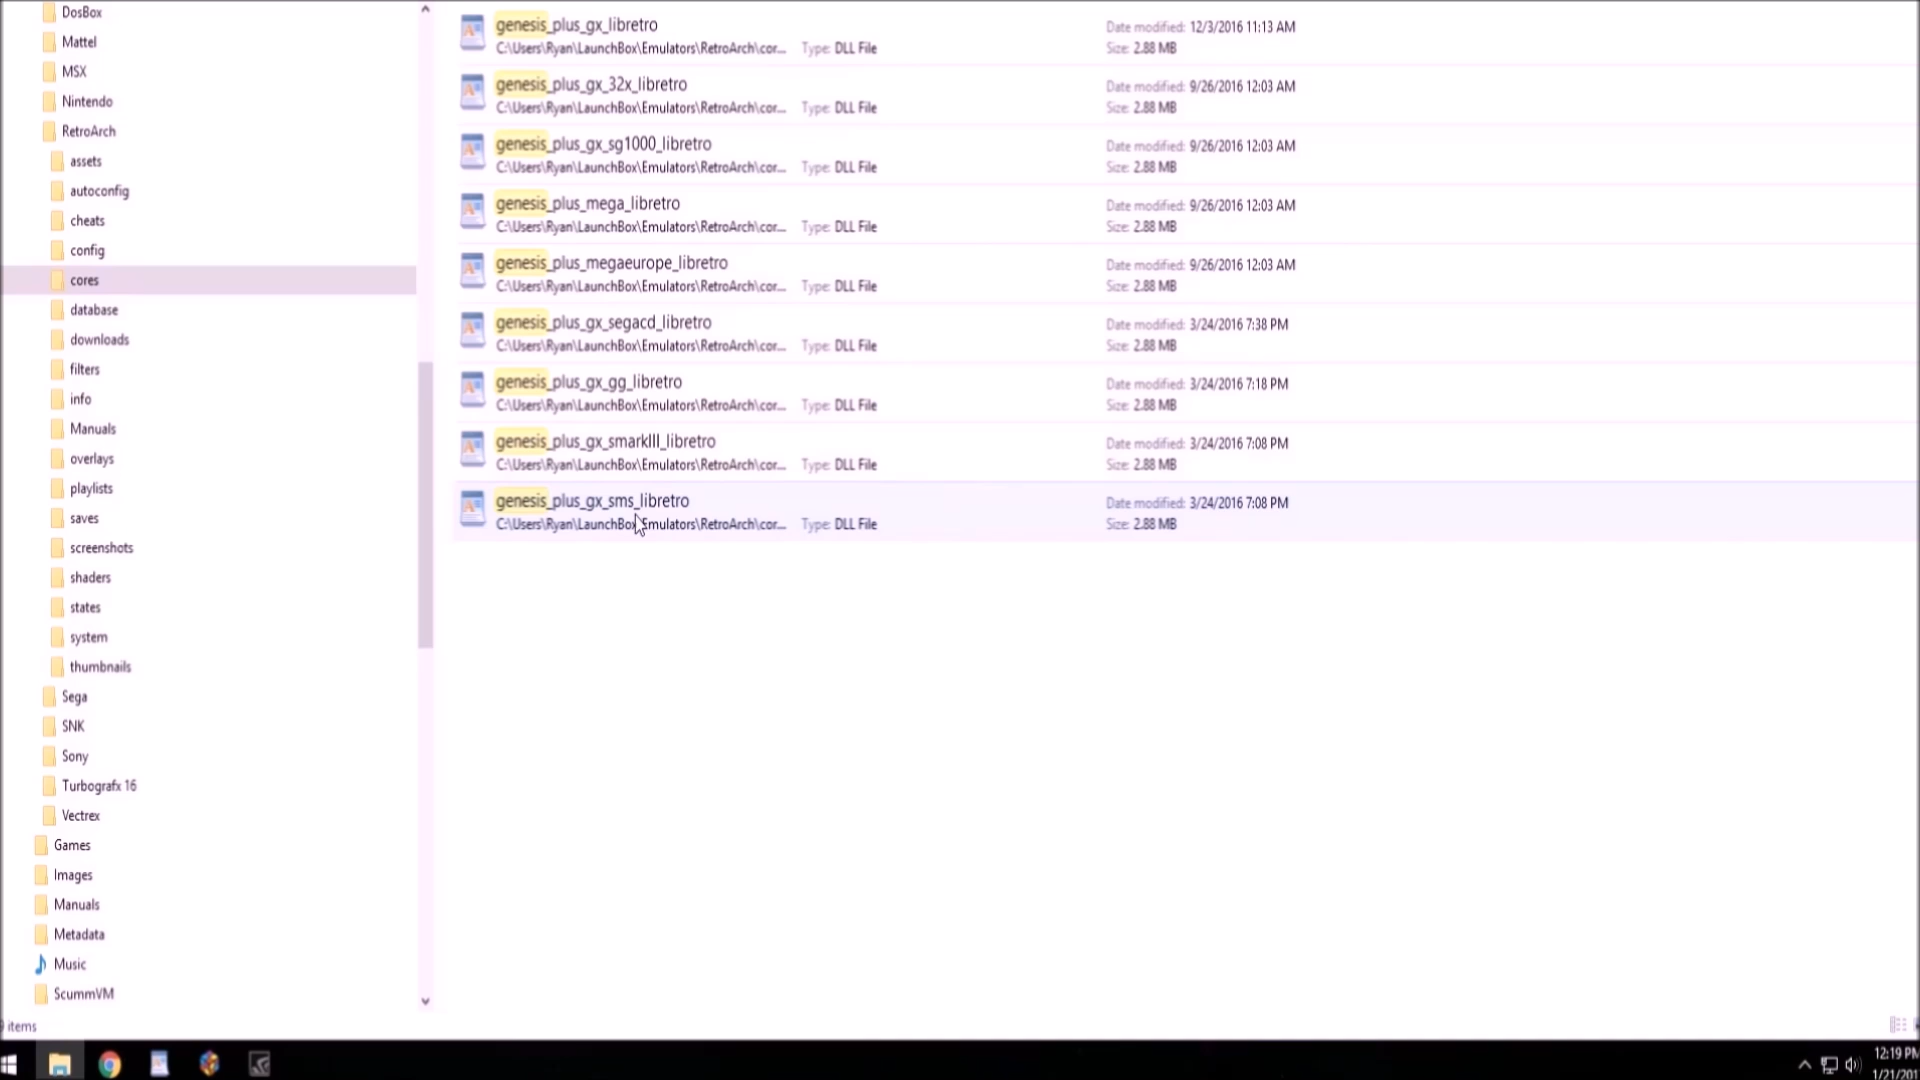 DosBox
Mattel
MSX
Nintendo
RetroArch
assets
autoconfig
cheats
config
cores
database
downloads
filters
info
Manuals
overlays
playlists
saves
screenshots
shaders
states
system
thumbnails
Sega
SNK
Sony
Turbografx 16
Vectrex
Games
Images
Manuals
Metadata
Music
ScummVM
items
genesis_plus_gx_libretro Date modified: 12/3/2016 11:13 AM
C:\Users\Ryan\LaunchBox\Emulators\RetroArch\cor... Type: DLL File Size: 2.88 MB
genesis_plus_gx_32x_libretro Date modified: 9/26/2016 12:03 AM
C:\Users\Ryan\LaunchBox\Emulators\RetroArch\cor... Type: DLL File Size: 2.88 MB
genesis_plus_gx_sg1000_libretro Date modified: 9/26/2016 12:03 AM
C:\Users\Ryan\LaunchBox\Emulators\RetroArch\cor... Type: DLL File Size: 2.88 MB
genesis_plus_mega_libretro Date modified: 9/26/2016 12:03 AM
C:\Users\Ryan\LaunchBox\Emulators\RetroArch\cor... Type: DLL File Size: 2.88 MB
genesis_plus_megaeurope_libretro Date modified: 9/26/2016 12:03 AM
C:\Users\Ryan\LaunchBox\Emulators\RetroArch\cor... Type: DLL File Size: 2.88 MB
genesis_plus_gx_segacd_libretro Date modified: 3/24/2016 7:38 PM
C:\Users\Ryan\LaunchBox\Emulators\RetroArch\cor... Type: DLL File Size: 2.88 MB
genesis_plus_gx_gg_libretro Date modified: 3/24/2016 7:18 PM
C:\Users\Ryan\LaunchBox\Emulators\RetroArch\cor... Type: DLL File Size: 2.88 MB
genesis_plus_gx_smarkIII_libretro Date modified: 3/24/2016 7:08 PM
C:\Users\Ryan\LaunchBox\Emulators\RetroArch\cor... Type: DLL File Size: 2.88 MB
genesis_plus_gx_sms_libretro Date modified: 3/24/2016 7:08 PM
C:\Users\Ryan\LaunchBox\Emulators\RetroArch\cor... Type: DLL File Size: 2.88 MB
12:19 PM
1/21/201